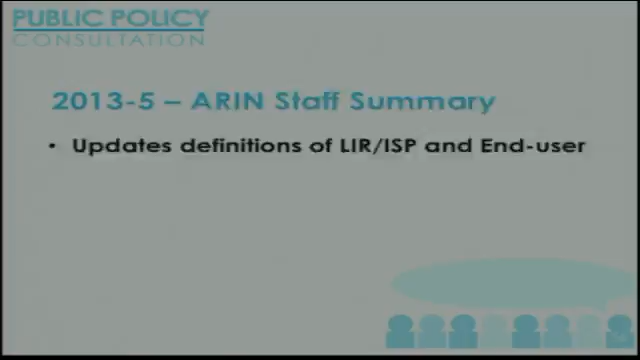 PUBLIC POLICY
CONSULTATION
2013-5 – ARIN Staff Summary
• Updates definitions of LIR/ISP and End-user